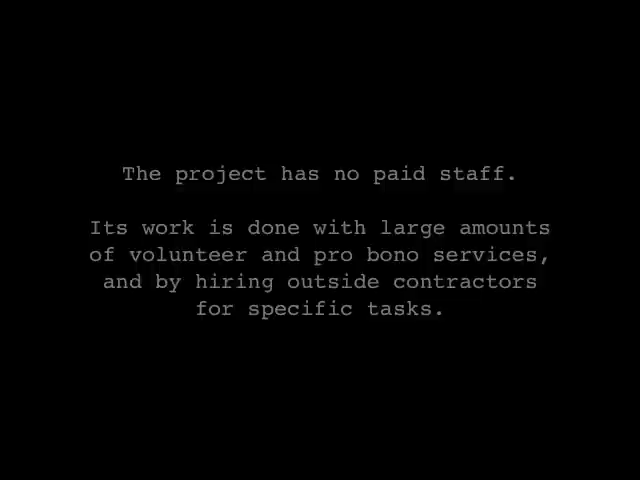 The project has no paid staff.
Its work is done with large amounts
of volunteer and pro bono services,
and by hiring outside contractors
for specific tasks.